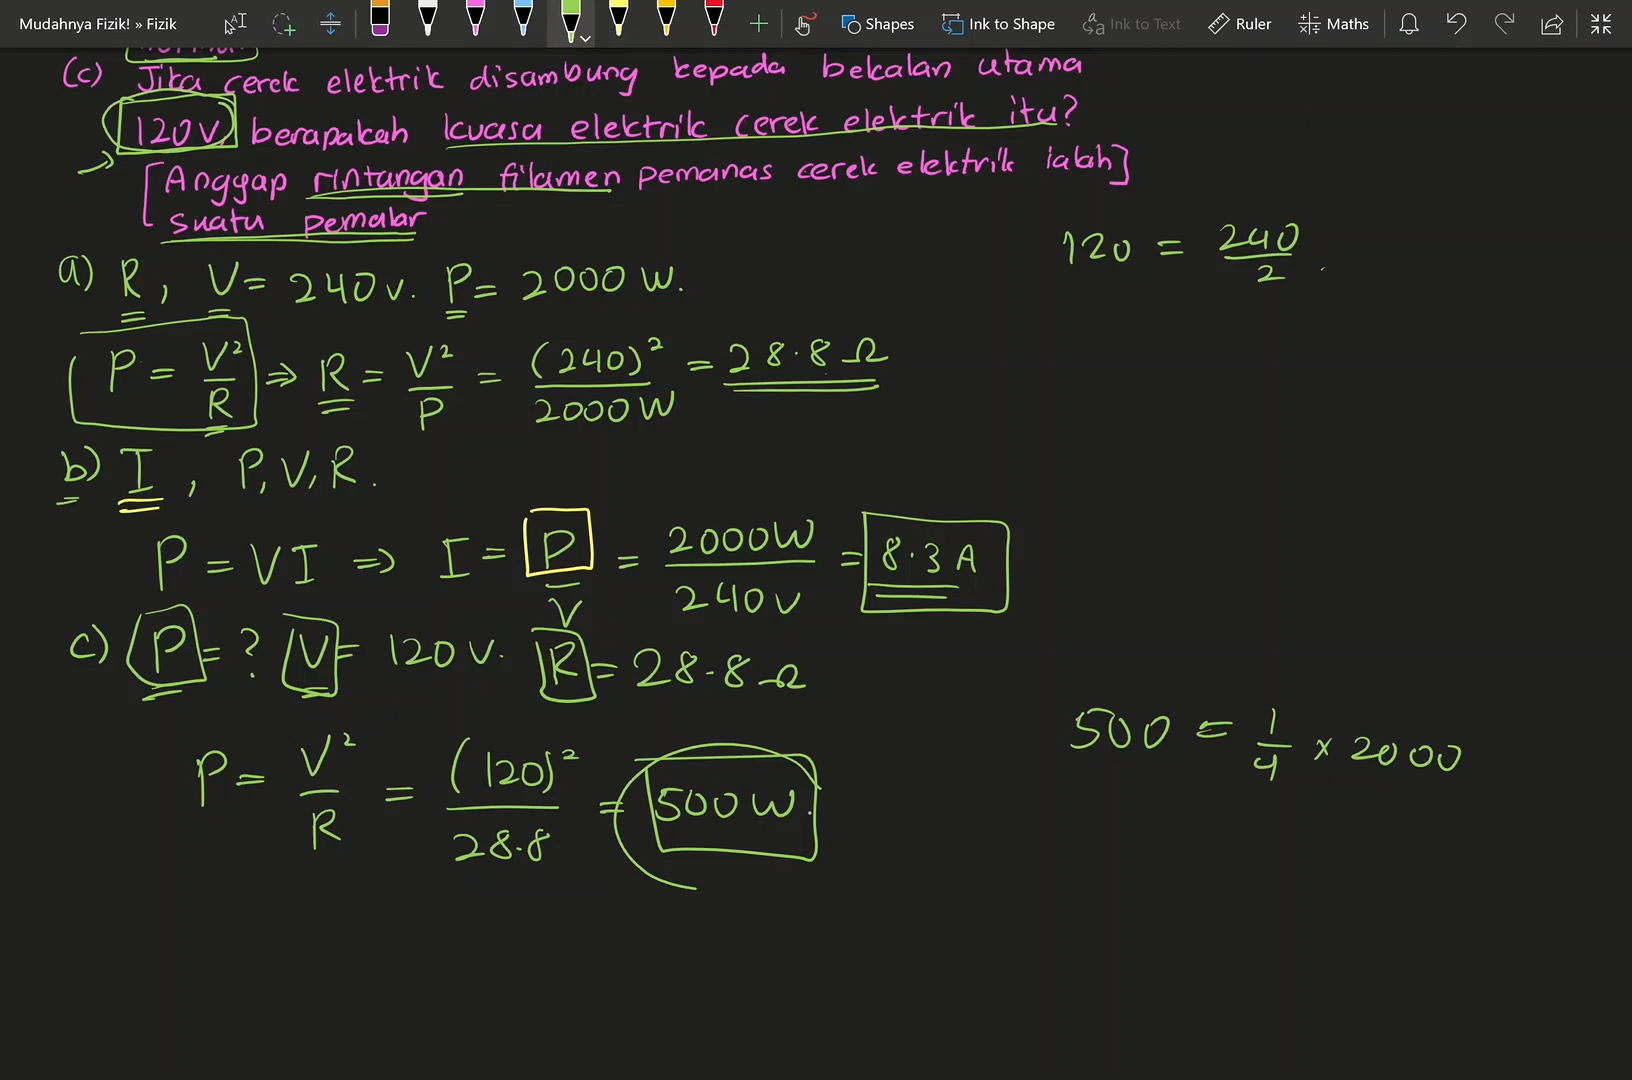 Mudahnya Fizik! » Fizik
Shapes
Ink to Shape
Ink to Text
Ruler
Maths
normal
(c) Jika cerek elektrik disambung kepada bekalan utama
120V, berapakah kuasa elektrik cerek elektrik itu?
[Anggap rintangan filamen pemanas cerek elektrik ialah]
suatu pemalar
120 = 240/2
a) R, V = 240 V. P = 2000 W.
P = V²/R ⇒ R = V²/P = (240)²/2000W = 28.8 Ω
b) I, P, V, R.
P = VI ⇒ I = P/V = 2000W/240V = 8.3 A
c) P = ? V = 120 V. R = 28.8 Ω
P = V²/R = (120)²/28.8 = 500 W.
500 = 1/4 × 2000